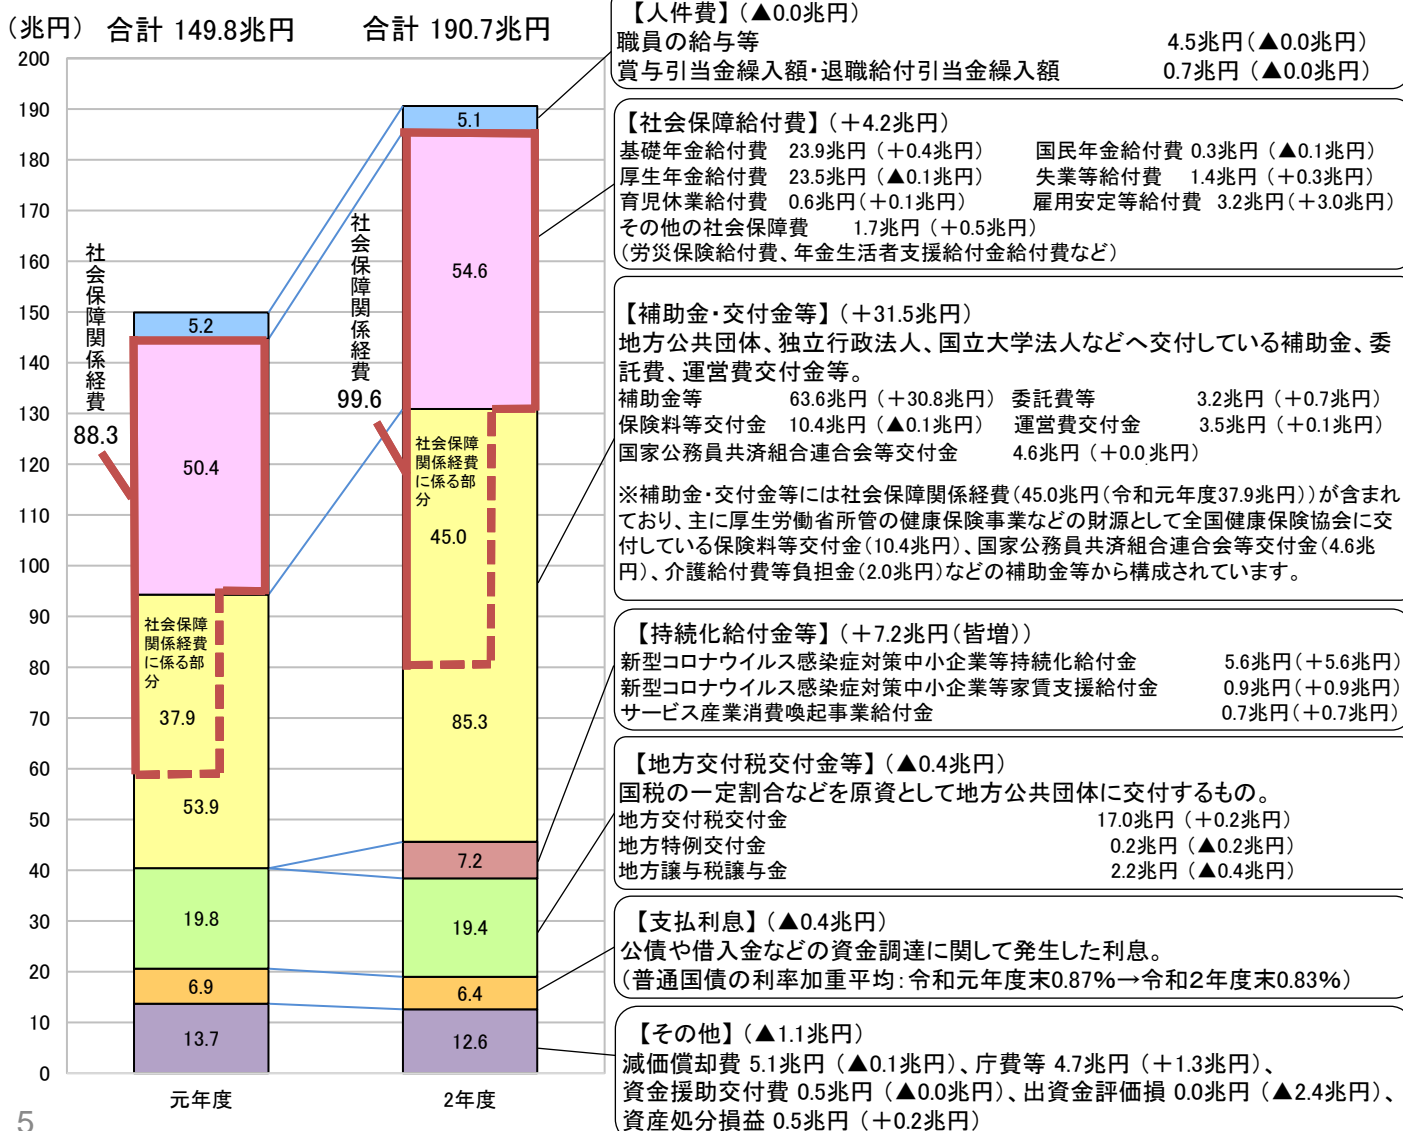 (兆円) 合計 149.8兆円 合計 190.7兆円
200
190
180
170
160
150
140
130
120
110
100
90
80
70
60
50
40
30
20
10
0
社会保障関係経費
88.3
5.2
50.4
社会保障
関係経費
に係る部
分
37.9
53.9
19.8
6.9
13.7
元年度
社会保障関係経費
99.6
5.1
54.6
社会保障
関係経費
に係る部
分
45.0
85.3
7.2
19.4
6.4
12.6
2年度
【人件費】(▲0.0兆円)
職員の給与等 4.5兆円(▲0.0兆円)
賞与引当金繰入額・退職給付引当金繰入額 0.7兆円(▲0.0兆円)
【社会保障給付費】(+4.2兆円)
基礎年金給付費 23.9兆円(+0.4兆円) 国民年金給付費 0.3兆円(▲0.1兆円)
厚生年金給付費 23.5兆円(▲0.1兆円) 失業等給付費 1.4兆円(+0.3兆円)
育児休業給付費 0.6兆円(+0.1兆円) 雇用安定等給付費 3.2兆円(+3.0兆円)
その他の社会保障費 1.7兆円(+0.5兆円)
(労災保険給付費、年金生活者支援給付金給付費など)
【補助金・交付金等】(+31.5兆円)
地方公共団体、独立行政法人、国立大学法人などへ交付している補助金、委
託費、運営費交付金等。
補助金等 63.6兆円(+30.8兆円) 委託費等 3.2兆円(+0.7兆円)
保険料等交付金 10.4兆円(▲0.1兆円) 運営費交付金 3.5兆円(+0.1兆円)
国家公務員共済組合連合会等交付金 4.6兆円(+0.0兆円)
※補助金・交付金等には社会保障関係経費(45.0兆円(令和元年度37.9兆円))が含まれ
ており、主に厚生労働省所管の健康保険事業などの財源として全国健康保険協会に交
付している保険料等交付金(10.4兆円)、国家公務員共済組合連合会等交付金(4.6兆
円)、介護給付費等負担金(2.0兆円)などの補助金等から構成されています。
【持続化給付金等】(+7.2兆円(皆増))
新型コロナウイルス感染症対策中小企業等持続化給付金 5.6兆円(+5.6兆円)
新型コロナウイルス感染症対策中小企業等家賃支援給付金 0.9兆円(+0.9兆円)
サービス産業消費喚起事業給付金 0.7兆円(+0.7兆円)
【地方交付税交付金等】(▲0.4兆円)
国税の一定割合などを原資として地方公共団体に交付するもの。
地方交付税交付金 17.0兆円(+0.2兆円)
地方特例交付金 0.2兆円(▲0.2兆円)
地方譲与税譲与金 2.2兆円(▲0.4兆円)
【支払利息】(▲0.4兆円)
公債や借入金などの資金調達に関して発生した利息。
(普通国債の利率加重平均:令和元年度末0.87%→令和2年度末0.83%)
【その他】(▲1.1兆円)
減価償却費 5.1兆円(▲0.1兆円)、庁費等 4.7兆円(+1.3兆円)、
資金援助交付費 0.5兆円(▲0.0兆円)、出資金評価損 0.0兆円(▲2.4兆円)、
資産処分損益 0.5兆円(+0.2兆円)
5